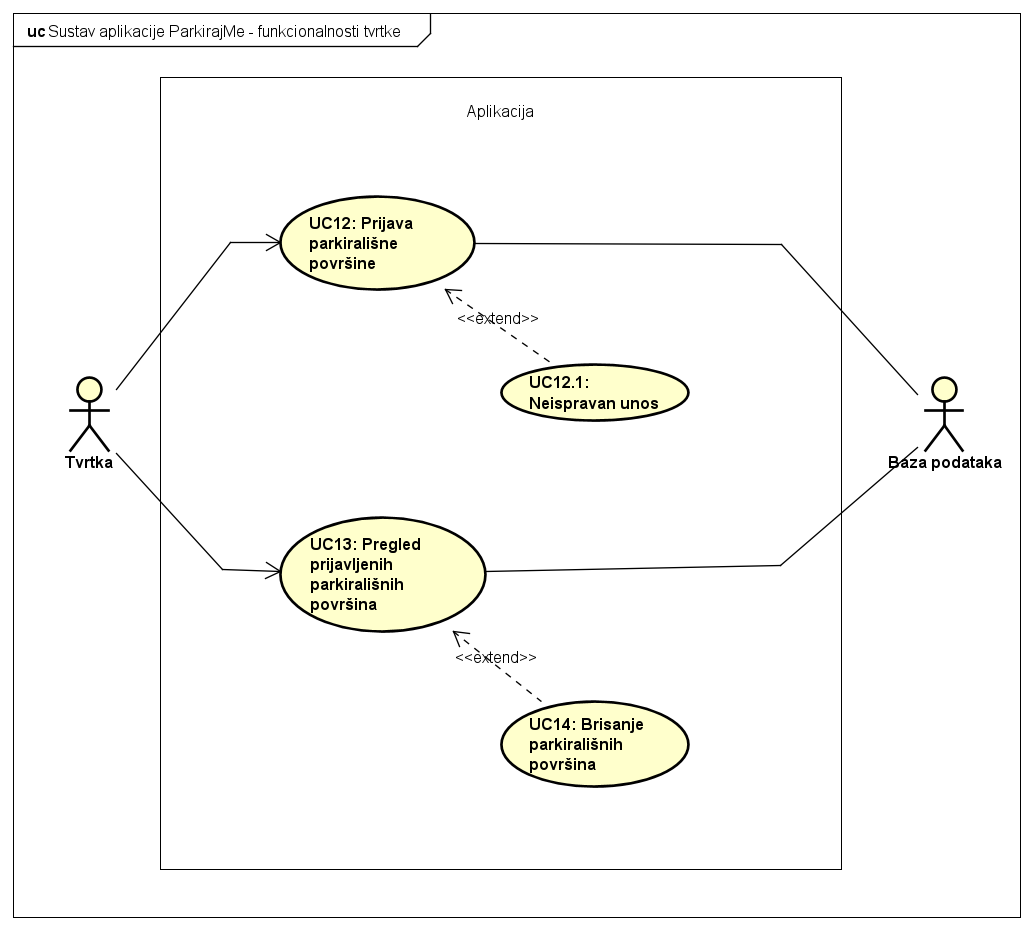 uc Sustav aplikacije ParkirajMe - funkcionalnosti tvrtke
Aplikacija
UC12: Prijava
parkirališne
površine
<<extend>>
UC12.1:
Neispravan unos
Tvrtka
Baza podataka
UC13: Pregled
prijavljenih
parkirališnih
površina
<<extend>>
UC14: Brisanje
parkirališnih
površina